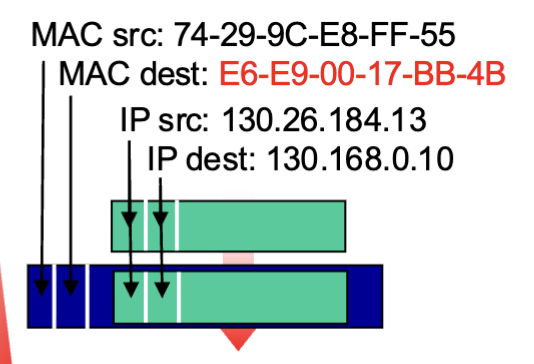 MAC src: 74-29-9C-E8-FF-55
MAC dest: E6-E9-00-17-BB-4B
IP src: 130.26.184.13
IP dest: 130.168.0.10